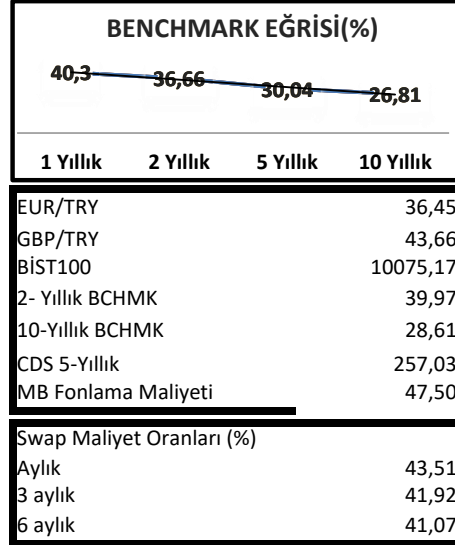 BENCHMARK EĞRİSİ(%)
40,3 36,66 30,04 26,81
1 Yıllık 2 Yıllık 5 Yıllık 10 Yıllık
EUR/TRY 36,45
GBP/TRY 43,66
BİST100 10075,17
2- Yıllık BCHMK 39,97
10-Yıllık BCHMK 28,61
CDS 5-Yıllık 257,03
MB Fonlama Maliyeti 47,50
Swap Maliyet Oranları (%)
Aylık 43,51
3 aylık 41,92
6 aylık 41,07